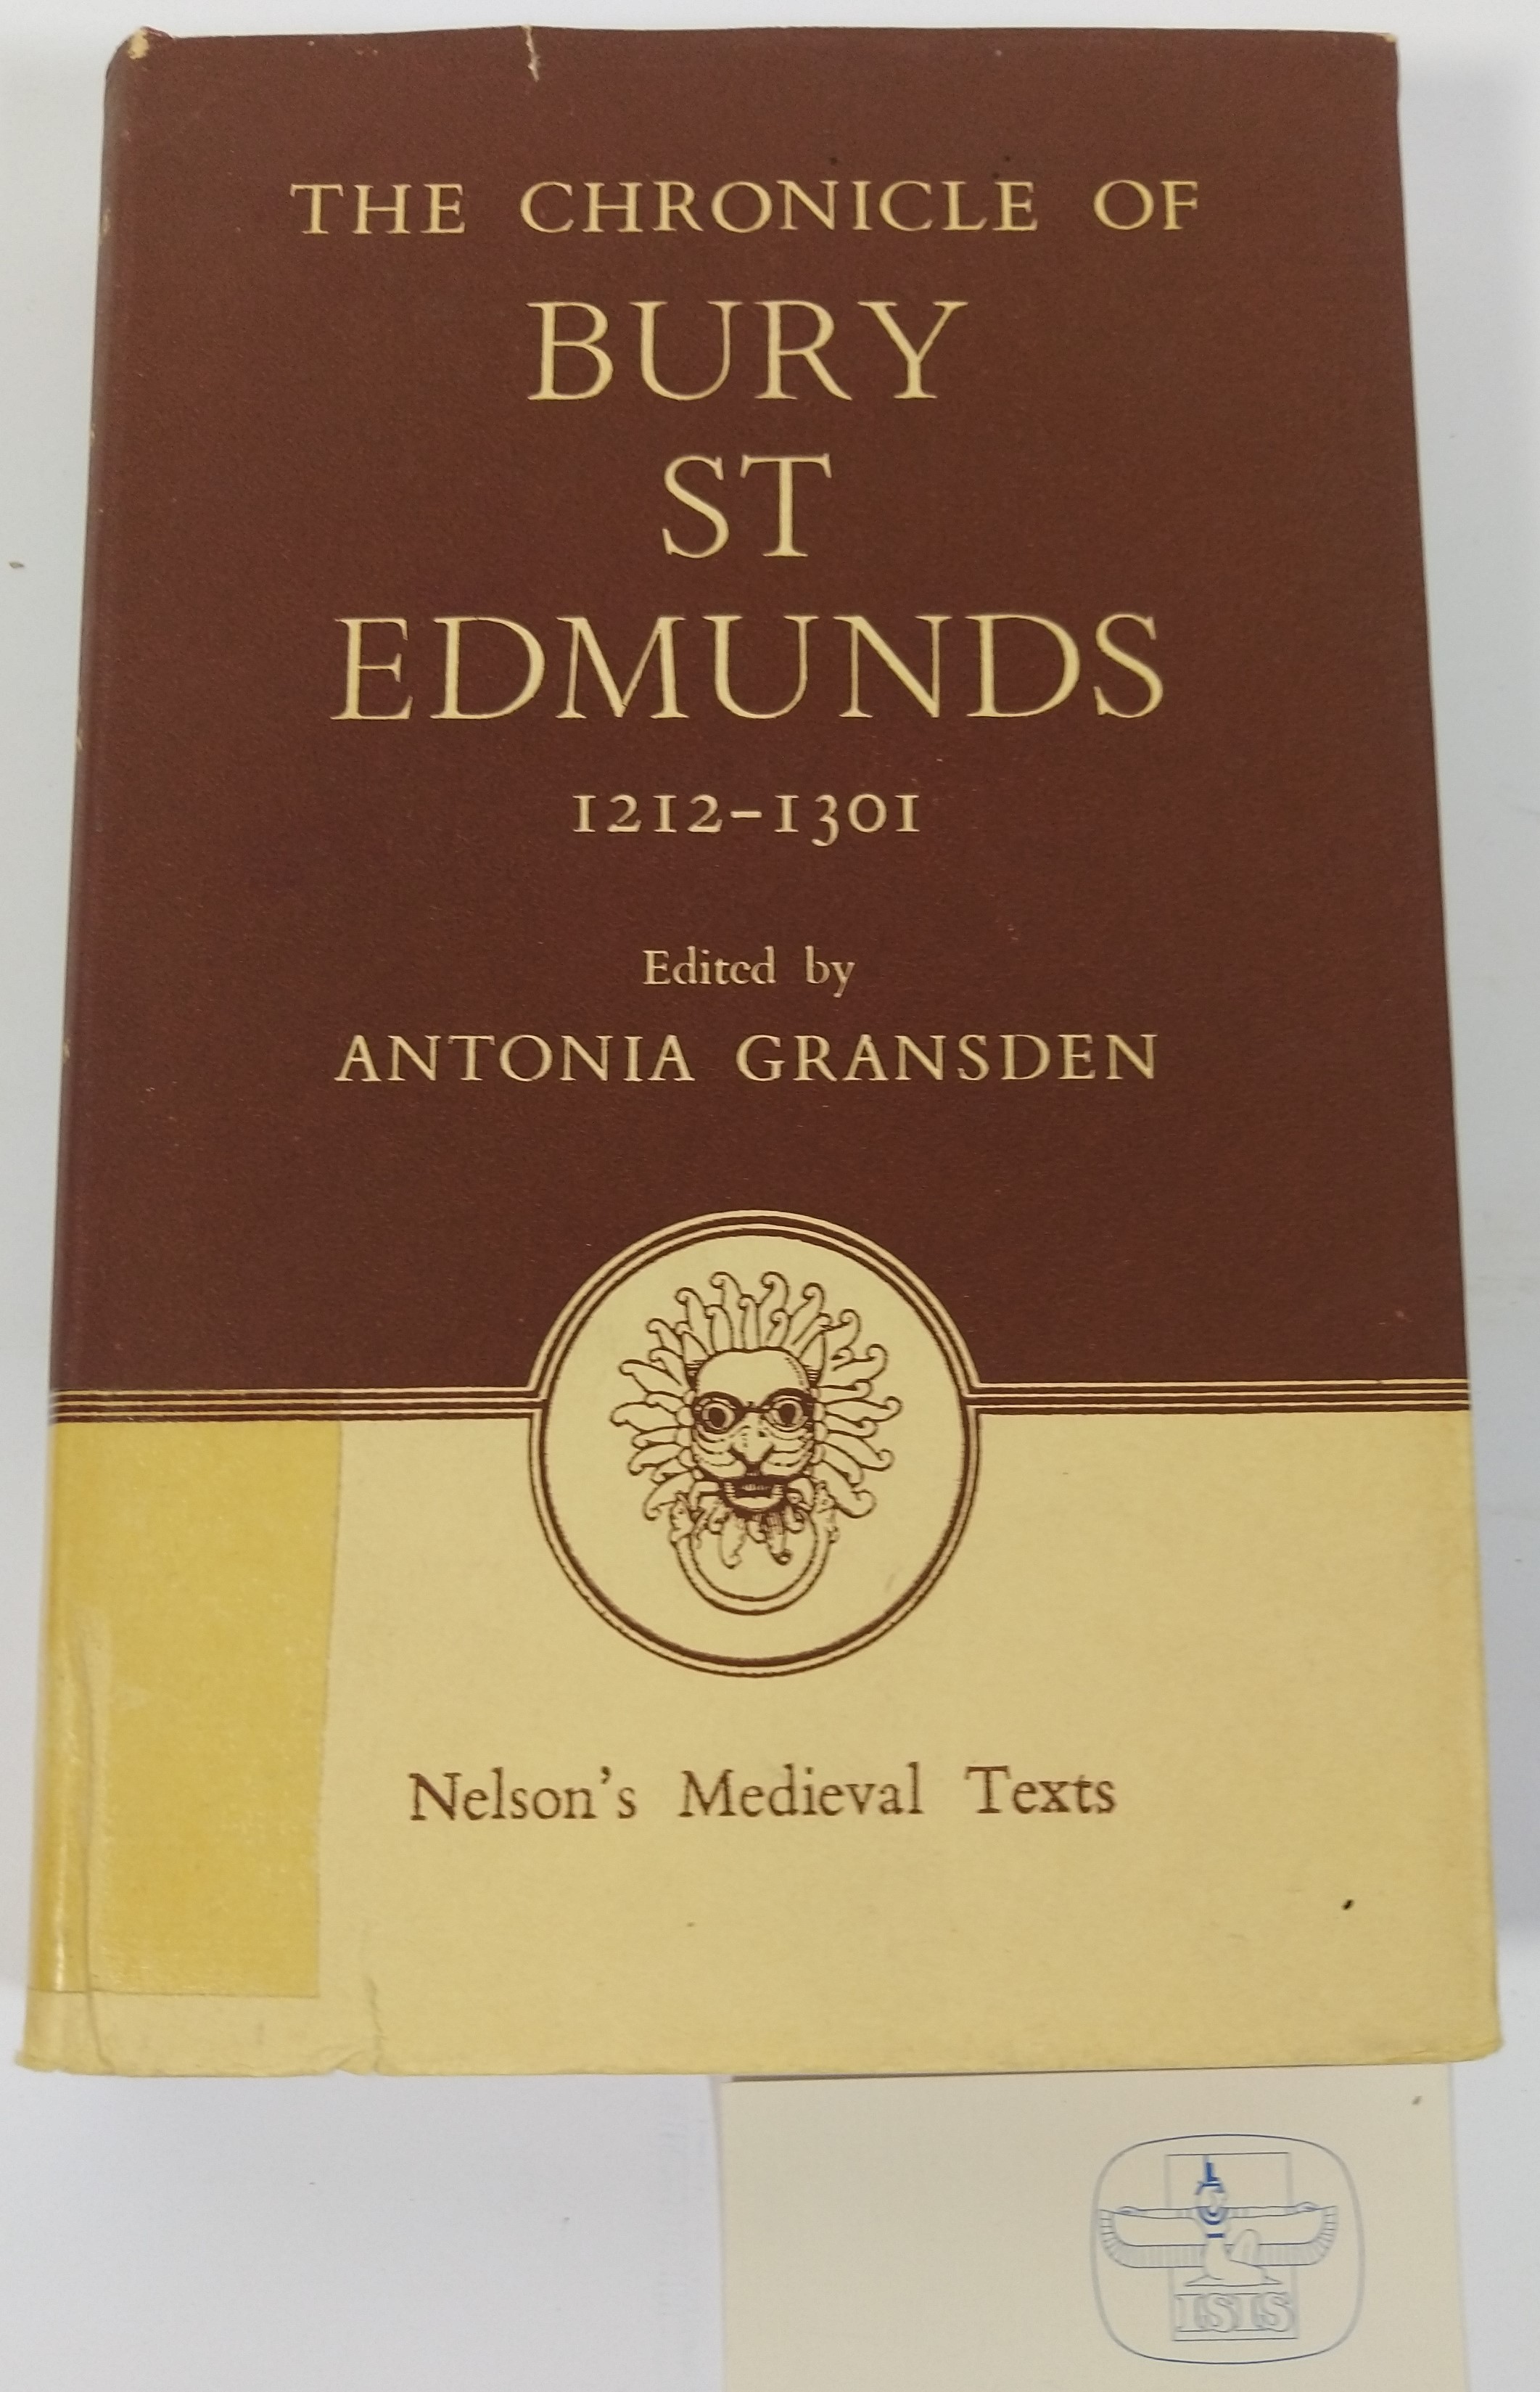 THE CHRONICLE OF
BURY
ST
EDMUNDS
1212–1301
Edited by
ANTONIA GRANSDEN
Nelson's Medieval Texts
ISIS